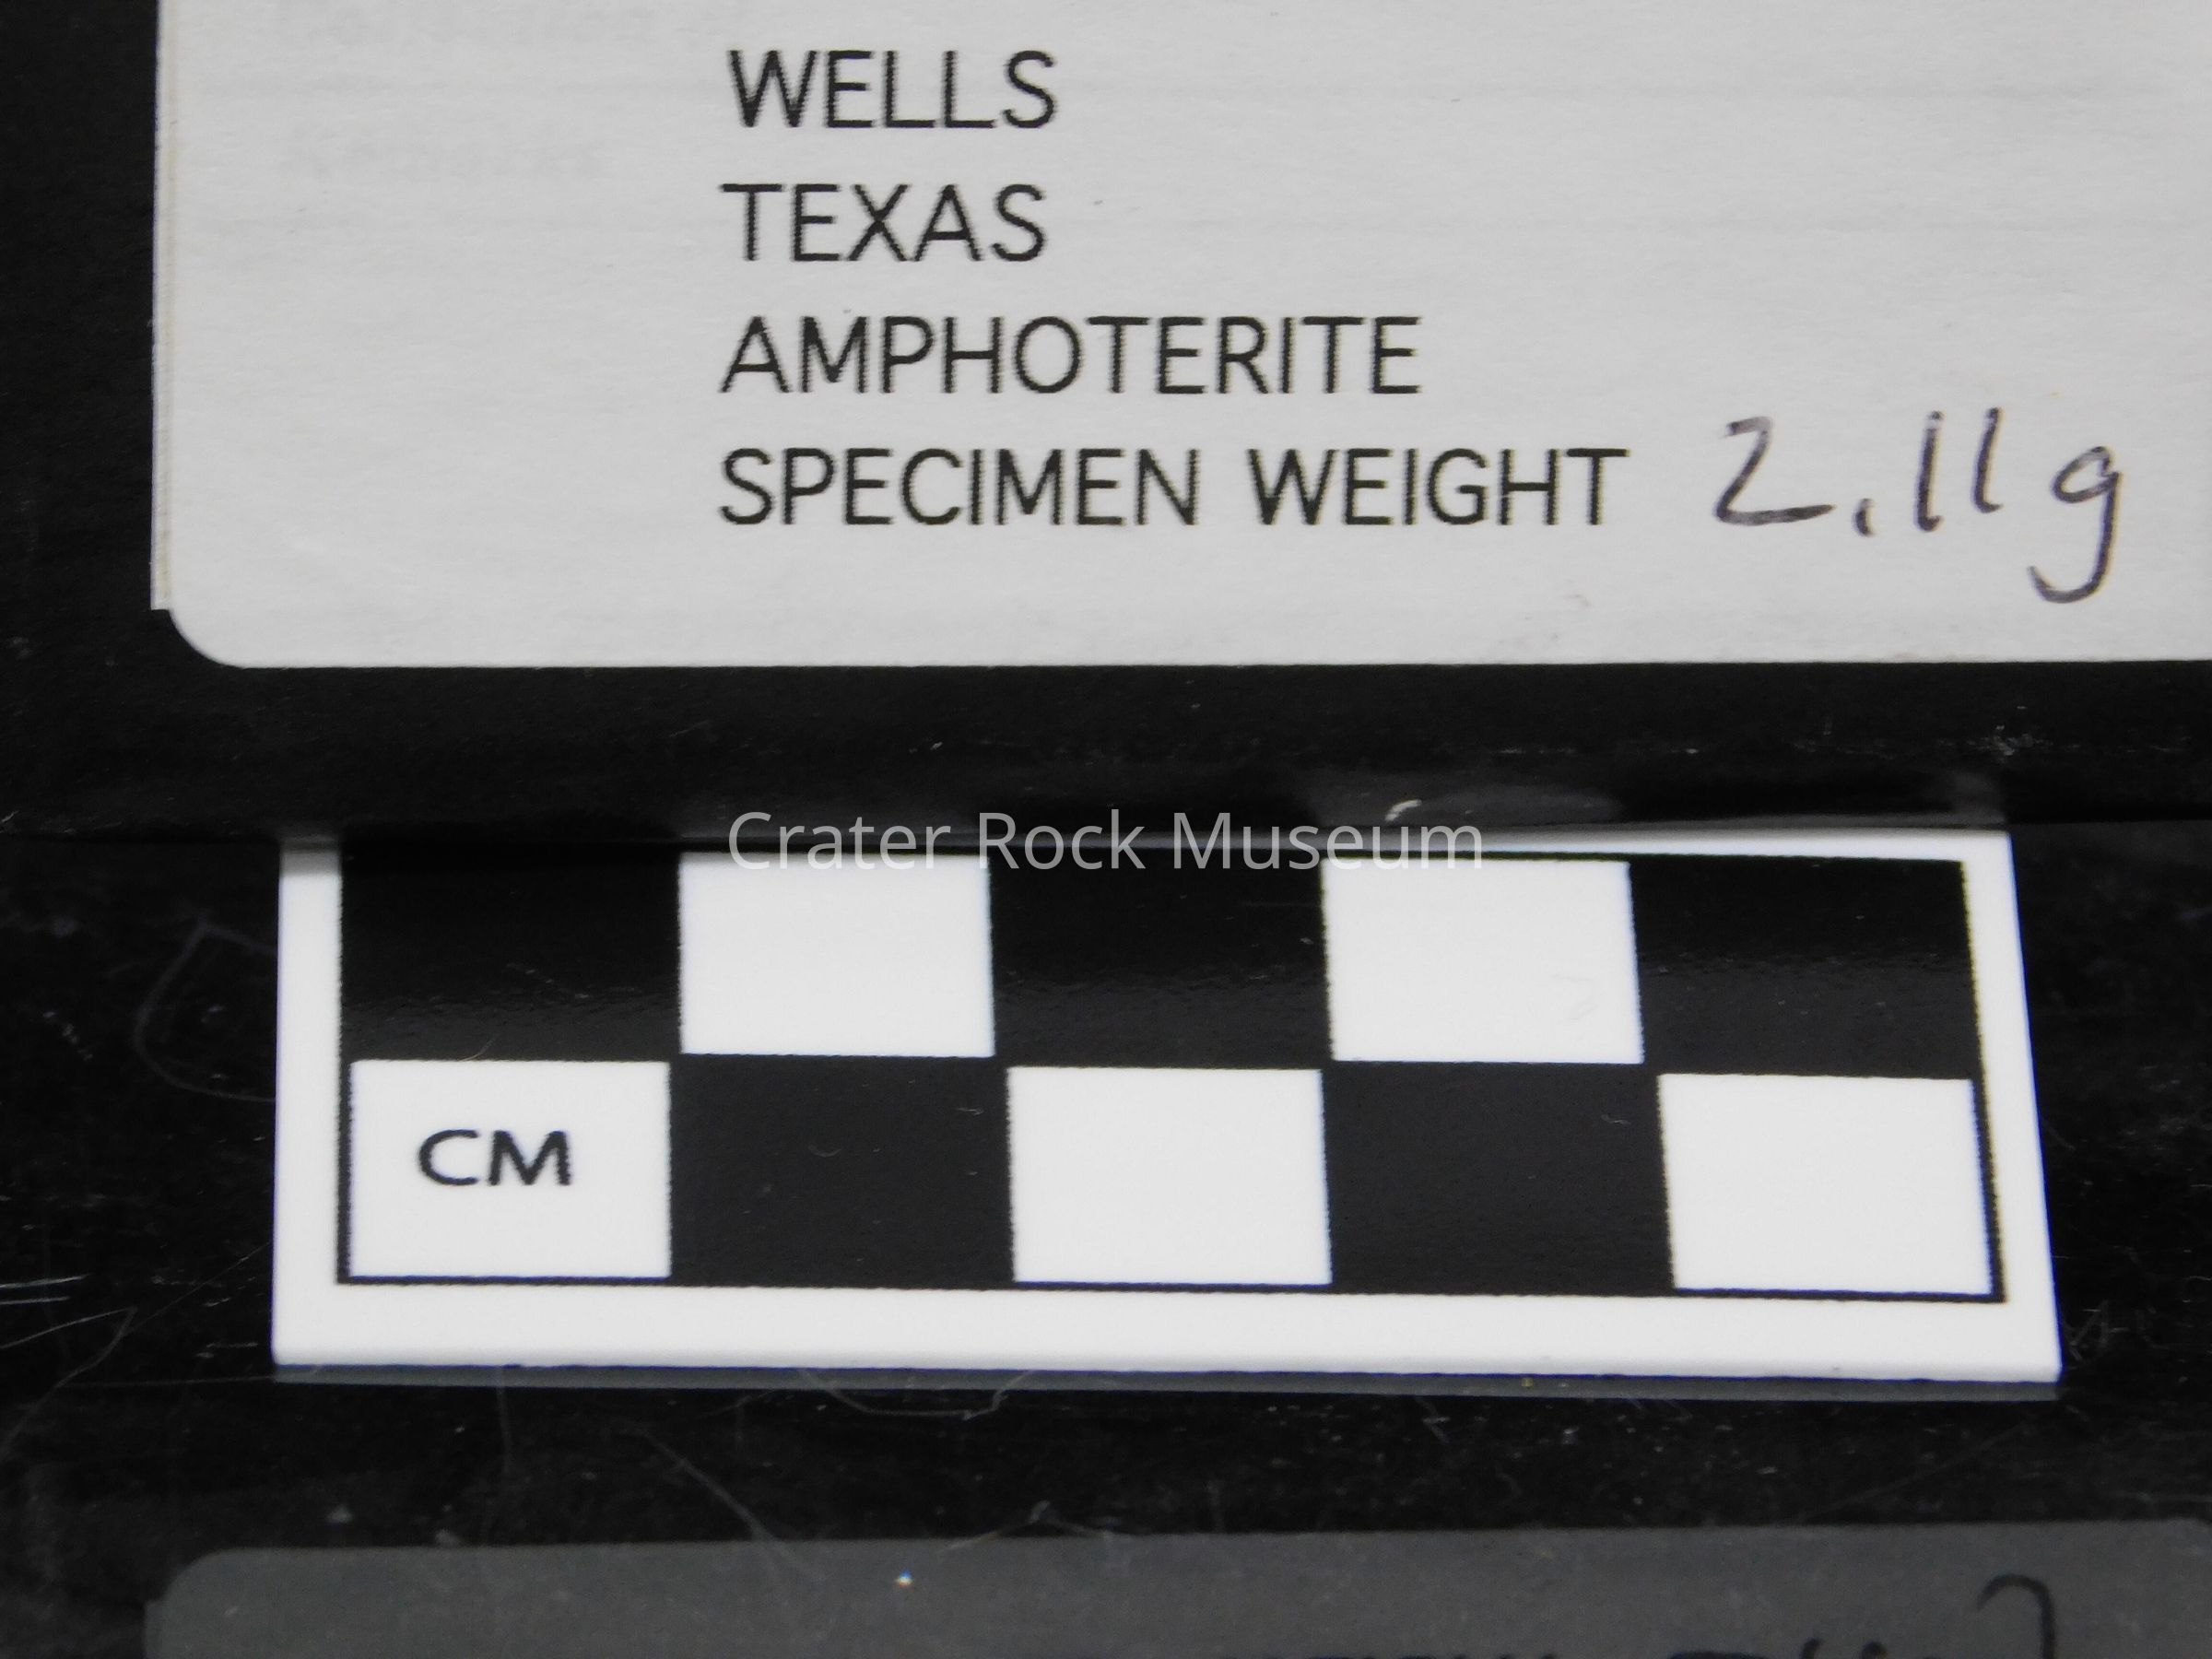 WELLS
TEXAS
AMPHOTERITE
SPECIMEN WEIGHT 2.11g
Crater Rock Museum
CM